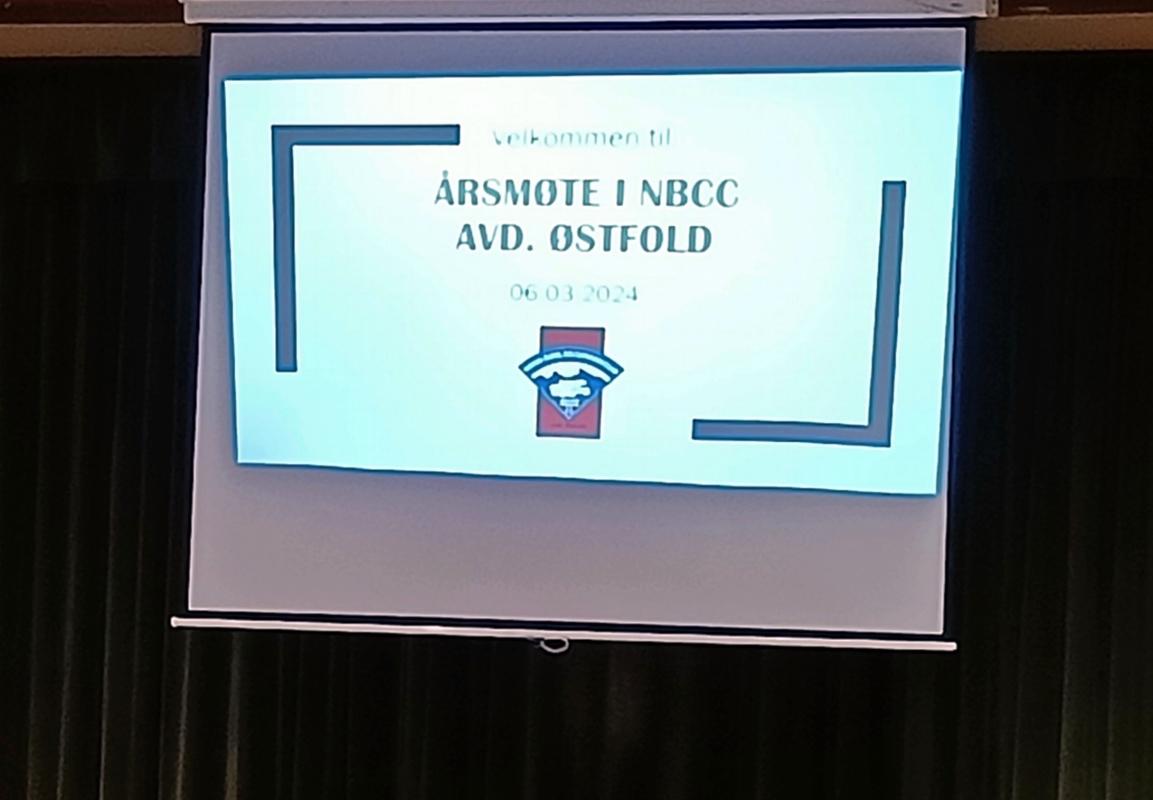 Velkommen til
ÅRSMØTE I NBCC
AVD. ØSTFOLD
06.03.2024